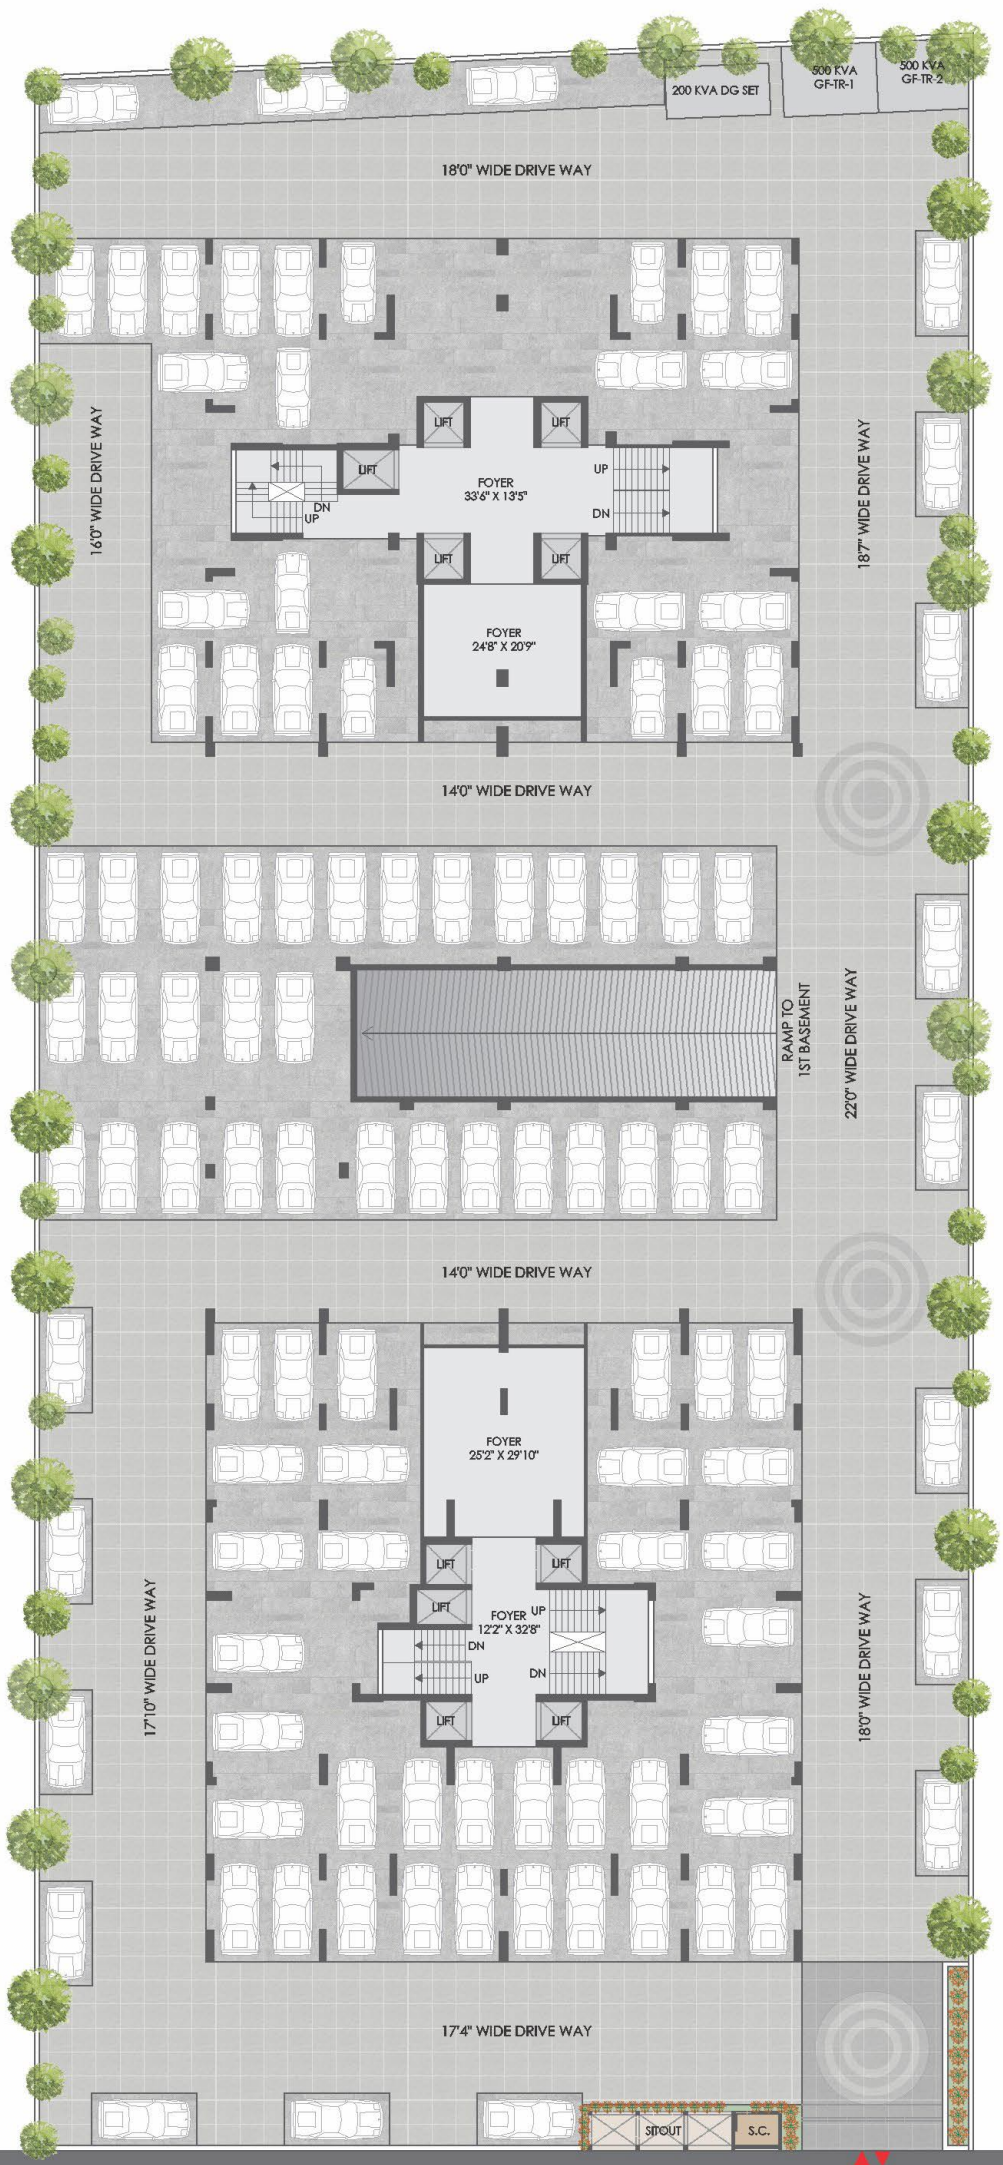 200 KVA DG SET
500 KVA
GF-TR-1
500 KVA
GF-TR-2
18'0" WIDE DRIVE WAY
16'0" WIDE DRIVE WAY
LIFT
LIFT
LIFT
DN
UP
FOYER
33'6" X 13'5"
UP
DN
18'7" WIDE DRIVE WAY
LIFT
LIFT
FOYER
24'8" X 20'9"
14'0" WIDE DRIVE WAY
RAMP TO
1ST BASEMENT
22'0" WIDE DRIVE WAY
14'0" WIDE DRIVE WAY
FOYER
25'2" X 29'10"
LIFT
LIFT
LIFT
FOYER
12'2" X 32'8"
UP
DN
DN
UP
LIFT
LIFT
17'10" WIDE DRIVE WAY
18'0" WIDE DRIVE WAY
17'4" WIDE DRIVE WAY
SITOUT
S.C.